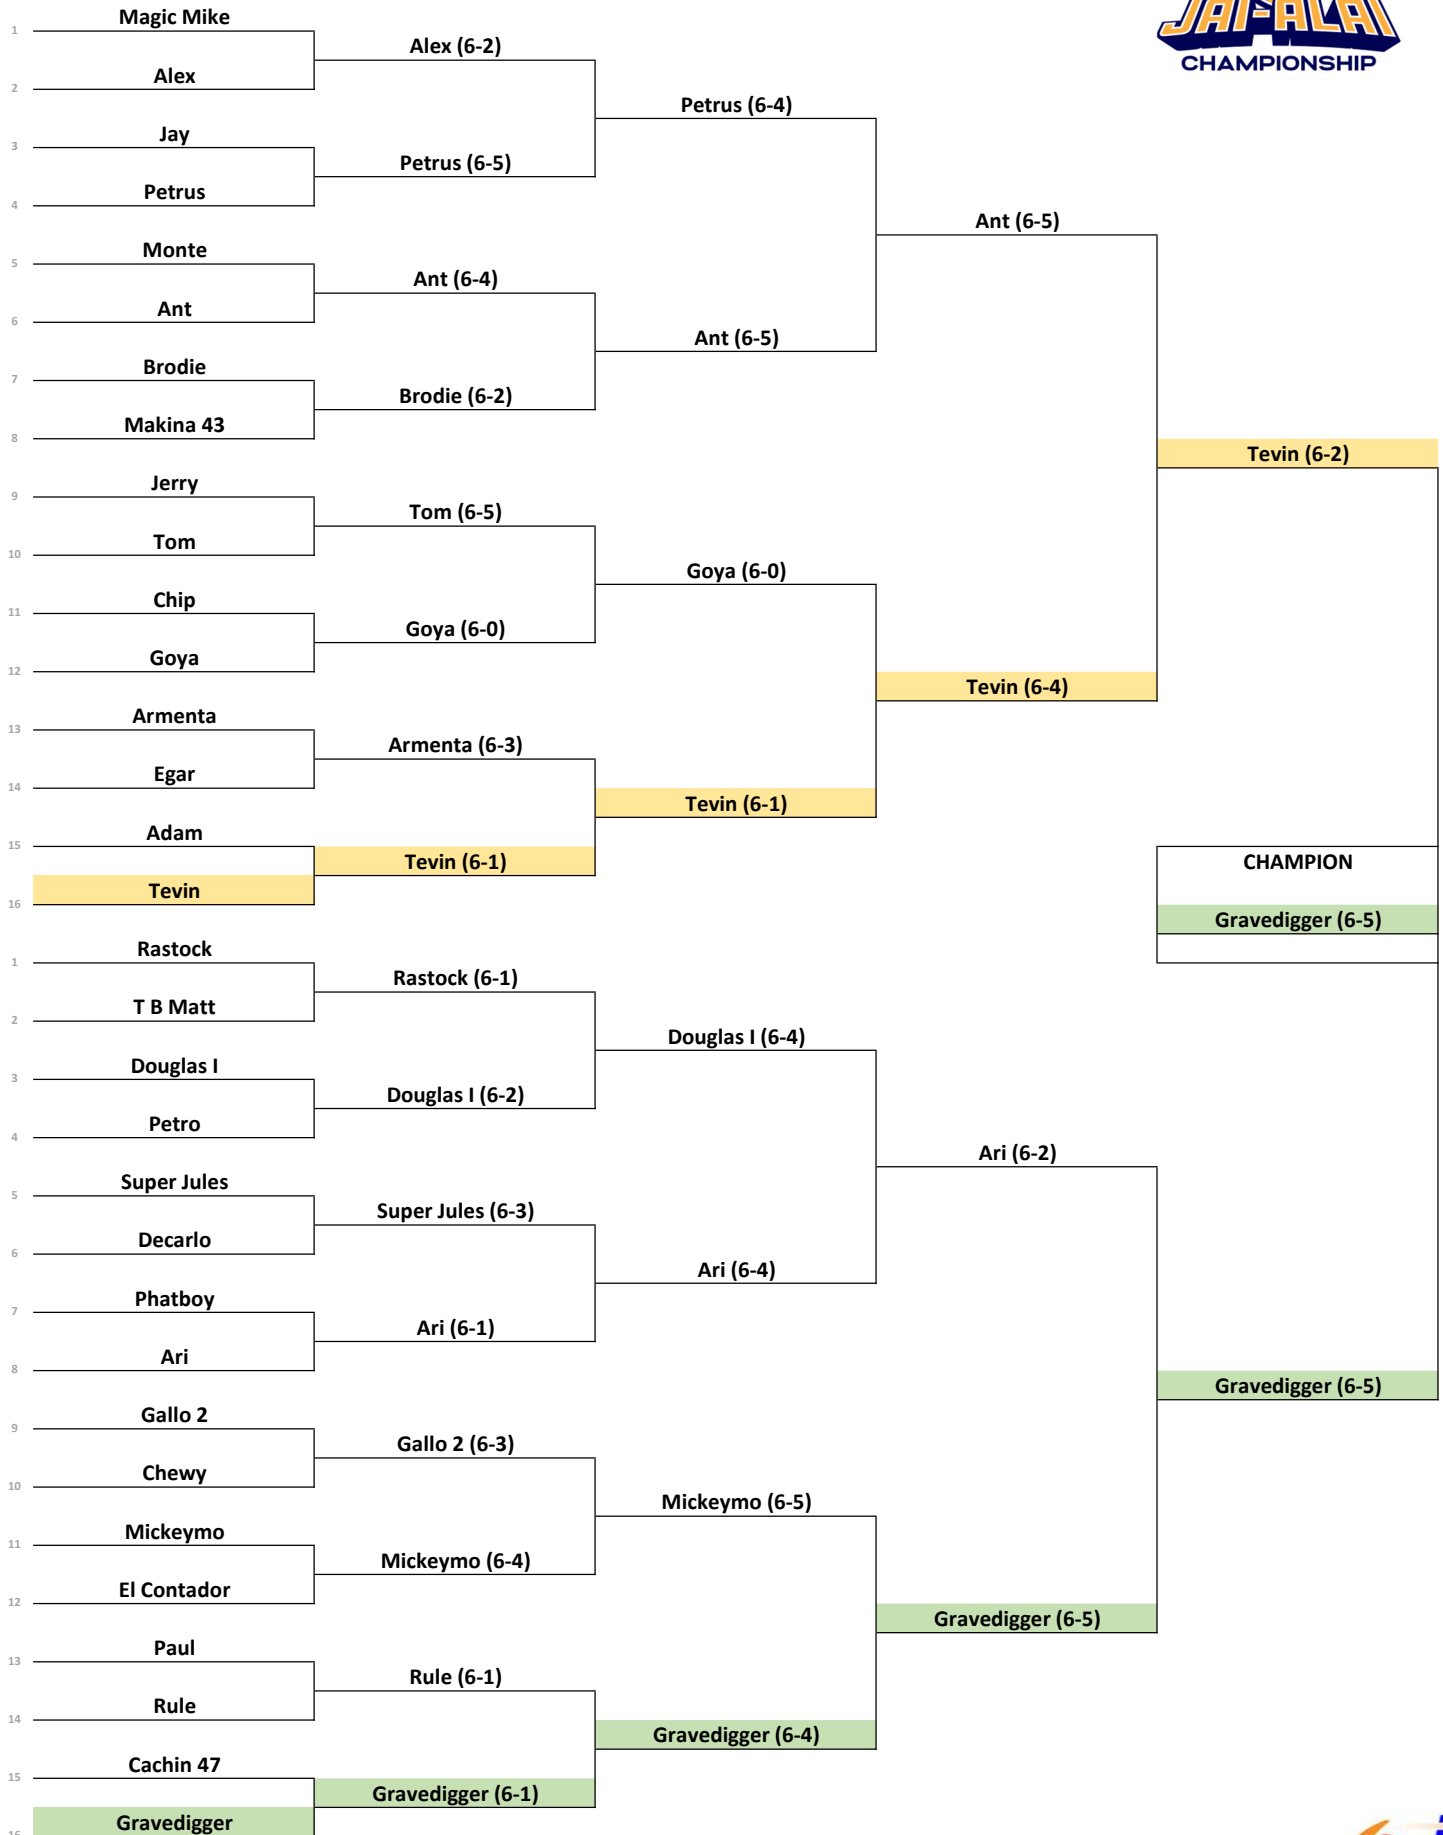 JAI-ALAI
CHAMPIONSHIP
1 Magic Mike
2 Alex
3 Jay
4 Petrus
5 Monte
6 Ant
7 Brodie
8 Makina 43
9 Jerry
10 Tom
11 Chip
12 Goya
13 Armenta
14 Egar
15 Adam
16 Tevin
1 Rastock
2 T B Matt
3 Douglas I
4 Petro
5 Super Jules
6 Decarlo
7 Phatboy
8 Ari
9 Gallo 2
10 Chewy
11 Mickeymo
12 El Contador
13 Paul
14 Rule
15 Cachin 47
16 Gravedigger
Alex (6-2)
Petrus (6-5)
Ant (6-4)
Brodie (6-2)
Tom (6-5)
Goya (6-0)
Armenta (6-3)
Tevin (6-1)
Rastock (6-1)
Douglas I (6-2)
Super Jules (6-3)
Ari (6-1)
Gallo 2 (6-3)
Mickeymo (6-4)
Rule (6-1)
Gravedigger (6-1)
Petrus (6-4)
Ant (6-5)
Goya (6-0)
Tevin (6-1)
Douglas I (6-4)
Ari (6-4)
Mickeymo (6-5)
Gravedigger (6-4)
Ant (6-5)
Tevin (6-4)
Ari (6-2)
Gravedigger (6-5)
Tevin (6-2)
Gravedigger (6-5)
CHAMPION
Gravedigger (6-5)